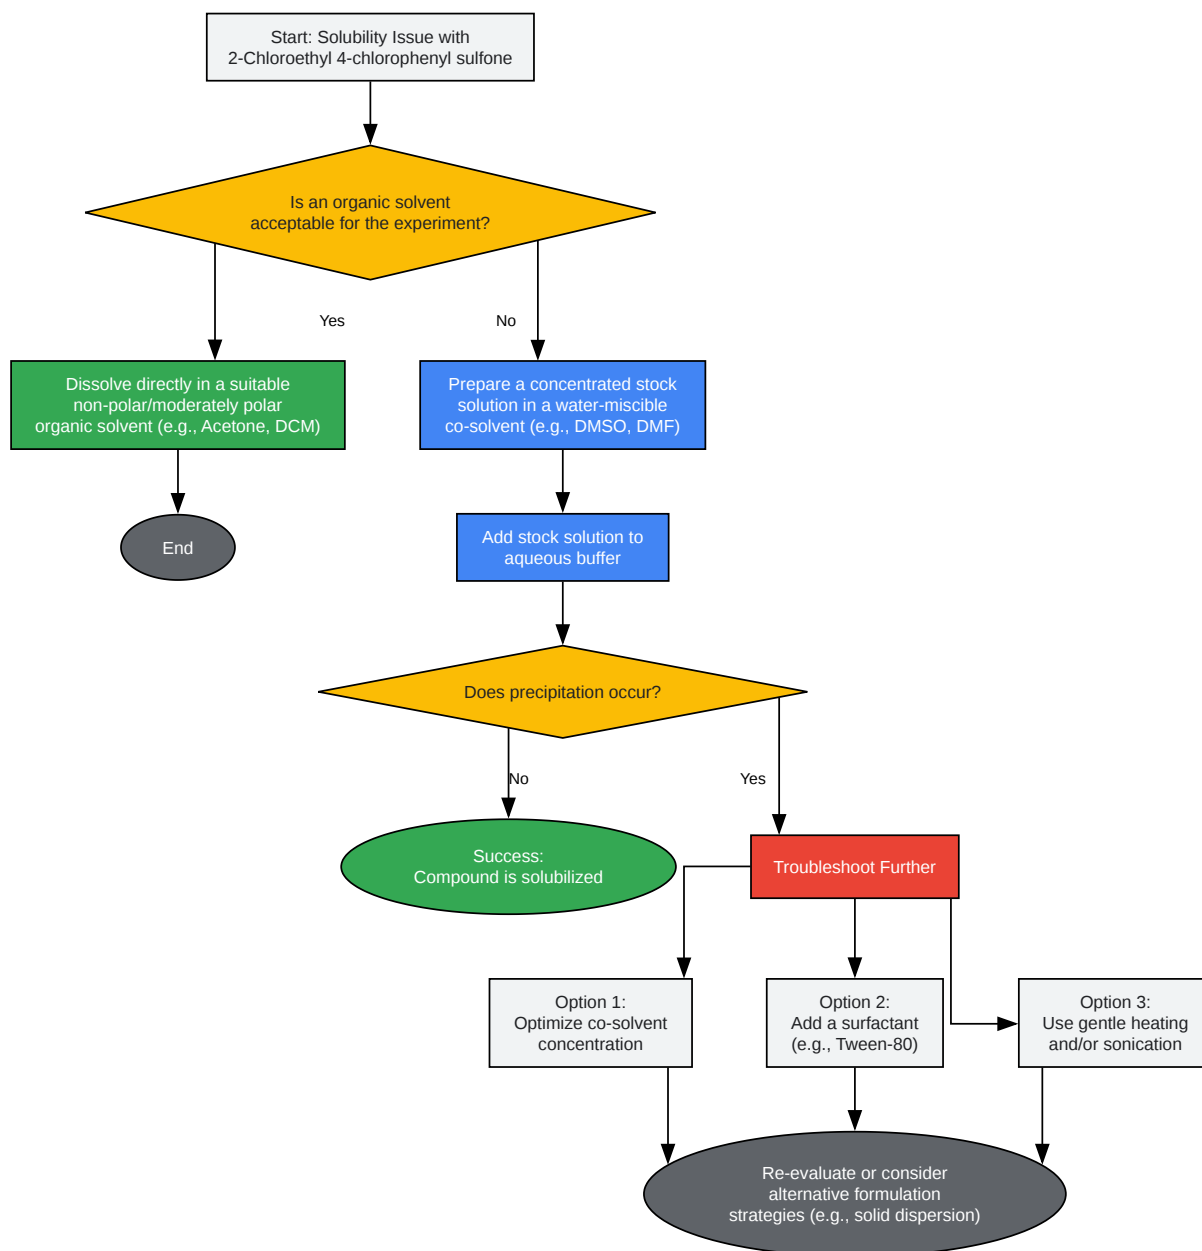 Start: Solubility Issue with
2-Chloroethyl 4-chlorophenyl sulfone
Is an organic solvent
acceptable for the experiment?
Yes
No
Dissolve directly in a suitable
non-polar/moderately polar
organic solvent (e.g., Acetone, DCM)
Prepare a concentrated stock
solution in a water-miscible
co-solvent (e.g., DMSO, DMF)
End
Add stock solution to
aqueous buffer
Does precipitation occur?
No
Yes
Success:
Compound is solubilized
Troubleshoot Further
Option 1:
Optimize co-solvent
concentration
Option 2:
Add a surfactant
(e.g., Tween-80)
Option 3:
Use gentle heating
and/or sonication
Re-evaluate or consider
alternative formulation
strategies (e.g., solid dispersion)